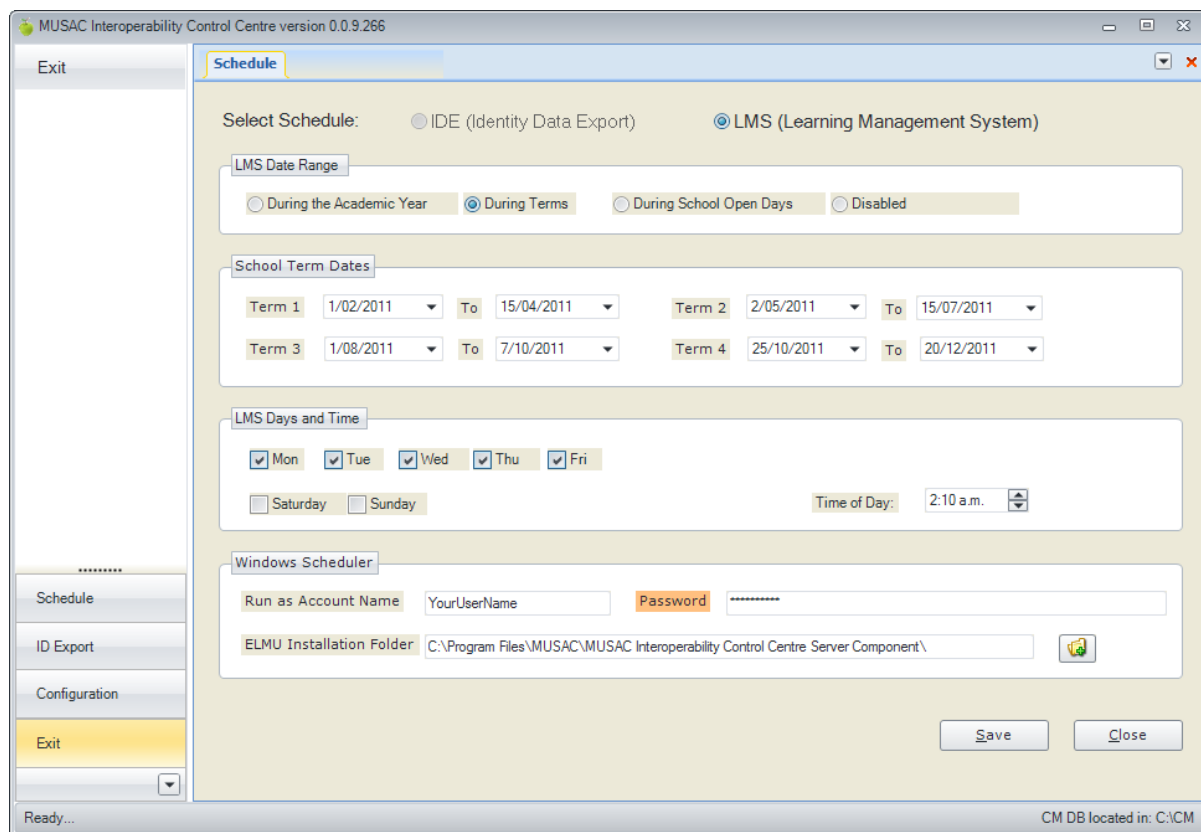 MUSAC Interoperability Control Centre version 0.0.9.266
Exit
Schedule
Select Schedule: IDE (Identity Data Export) LMS (Learning Management System)
LMS Date Range
During the Academic Year During Terms During School Open Days Disabled
School Term Dates
Term 1 1/02/2011 To 15/04/2011 Term 2 2/05/2011 To 15/07/2011
Term 3 1/08/2011 To 7/10/2011 Term 4 25/10/2011 To 20/12/2011
LMS Days and Time
Mon Tue Wed Thu Fri
Saturday Sunday Time of Day: 2:10 a.m.
Windows Scheduler
Run as Account Name YourUserName Password **********
ELMU Installation Folder C:\Program Files\MUSAC\MUSAC Interoperability Control Centre Server Component\
Schedule
ID Export
Configuration
Exit
Save Close
Ready... CM DB located in: C:\CM